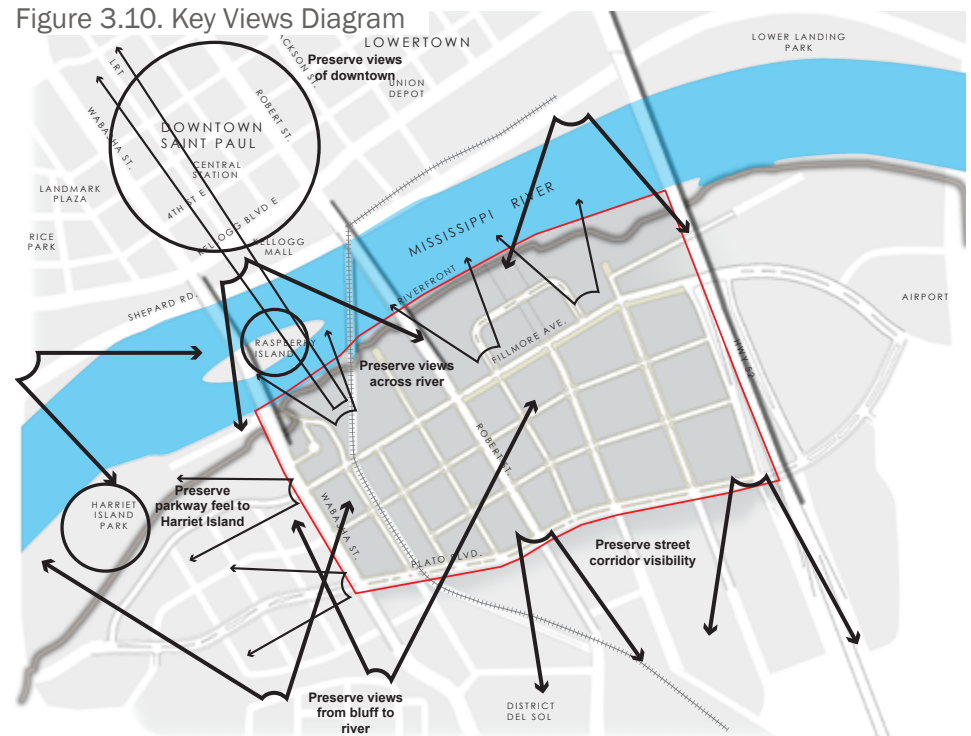 Figure 3.10. Key Views Diagram
LOWERTOWN
LOWER LANDING
PARK
JACKSON ST.
Preserve views
of downtown
UNION
DEPOT
LRT
WABASHA ST.
ROBERT ST.
DOWNTOWN
SAINT PAUL
CENTRAL
STATION
LANDMARK
PLAZA
4TH ST E
KELLOGG BLVD E
RICE
PARK
KELLOGG
MALL
MISSISSIPPI RIVER
SHEPARD RD.
RIVERFRONT
AIRPORT
RASPBERRY
ISLAND
FILLMORE AVE.
HWY 52
Preserve views
across river
ROBERT ST.
Preserve
parkway feel to
Harriet Island
HARRIET
ISLAND
PARK
WABASHA ST.
PLATO BLVD.
Preserve street
corridor visibility
Preserve views
from bluff to
river
DISTRICT
DEL SOL